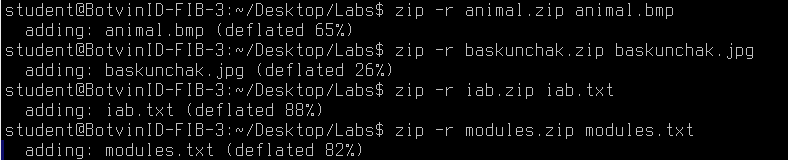 student@BotvinID-FIB-3:~/Desktop/Labs$ zip -r animal.zip animal.bmp
  adding: animal.bmp (deflated 65%)
student@BotvinID-FIB-3:~/Desktop/Labs$ zip -r baskunchak.zip baskunchak.jpg
  adding: baskunchak.jpg (deflated 26%)
student@BotvinID-FIB-3:~/Desktop/Labs$ zip -r iab.zip iab.txt
  adding: iab.txt (deflated 88%)
student@BotvinID-FIB-3:~/Desktop/Labs$ zip -r modules.zip modules.txt
  adding: modules.txt (deflated 82%)